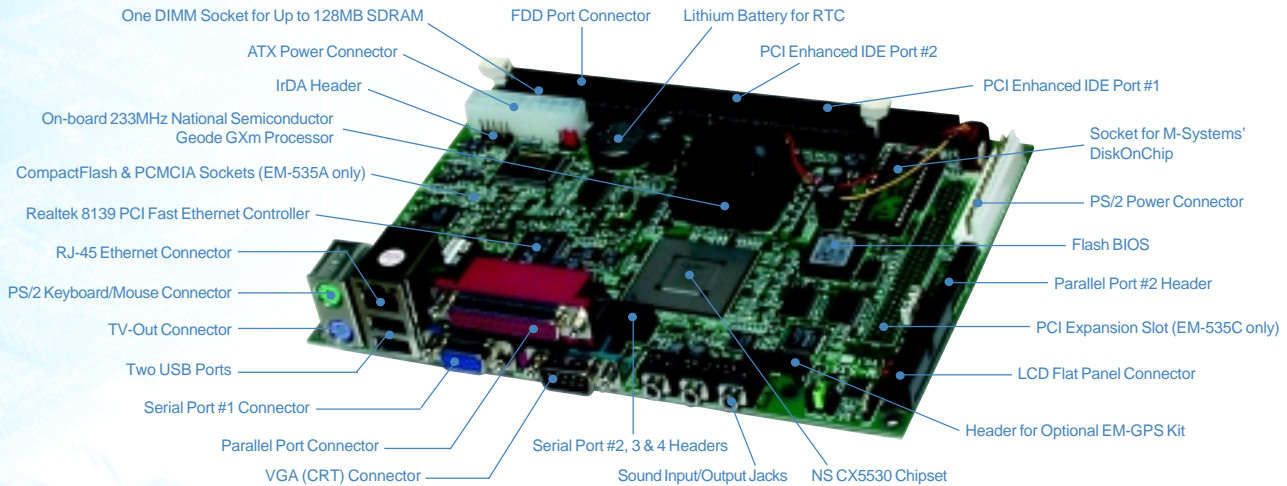 One DIMM Socket for Up to 128MB SDRAM
FDD Port Connector
Lithium Battery for RTC
ATX Power Connector
PCI Enhanced IDE Port #2
IrDA Header
PCI Enhanced IDE Port #1
On-board 233MHz National Semiconductor
Geode GXm Processor
Socket for M-Systems'
DiskOnChip
CompactFlash & PCMCIA Sockets (EM-535A only)
PS/2 Power Connector
Realtek 8139 PCI Fast Ethernet Controller
Flash BIOS
RJ-45 Ethernet Connector
Parallel Port #2 Header
PS/2 Keyboard/Mouse Connector
TV-Out Connector
PCI Expansion Slot (EM-535C only)
Two USB Ports
LCD Flat Panel Connector
Serial Port #1 Connector
Header for Optional EM-GPS Kit
Parallel Port Connector
Serial Port #2, 3 & 4 Headers
VGA (CRT) Connector
Sound Input/Output Jacks
NS CX5530 Chipset